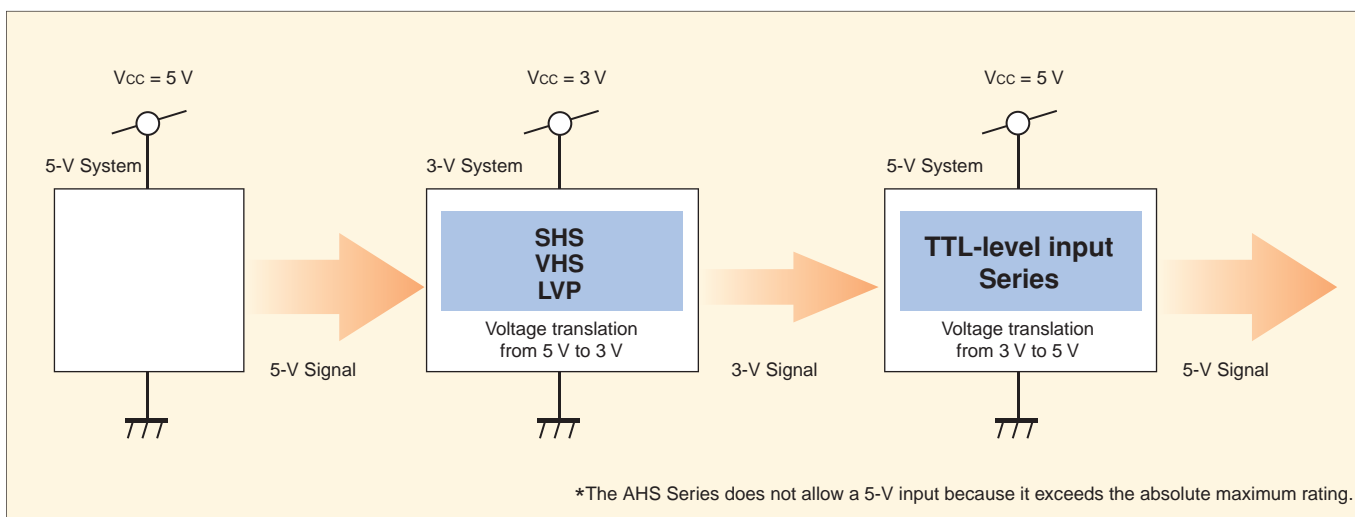 VCC = 5 V
VCC = 3 V
VCC = 5 V
5-V System
3-V System
5-V System
SHS
VHS
LVP
Voltage translation
from 5 V to 3 V
TTL-level input
Series
Voltage translation
from 3 V to 5 V
5-V Signal
3-V Signal
5-V Signal
*The AHS Series does not allow a 5-V input because it exceeds the absolute maximum rating.